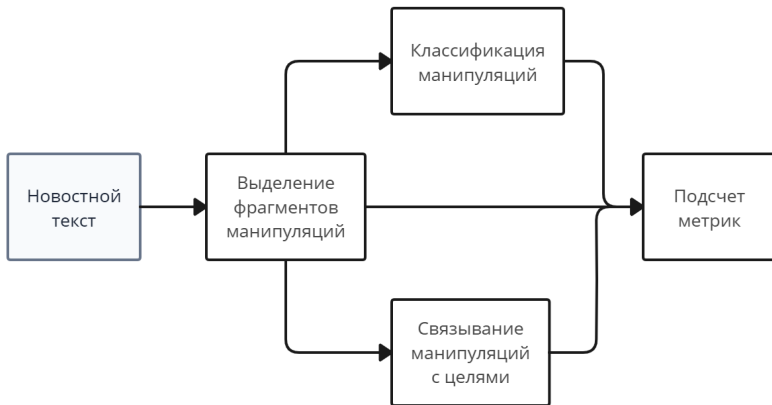 Классификация
манипуляций
Новостной
текст
Выделение
фрагментов
манипуляций
Подсчет
метрик
Связывание
манипуляций
с целями